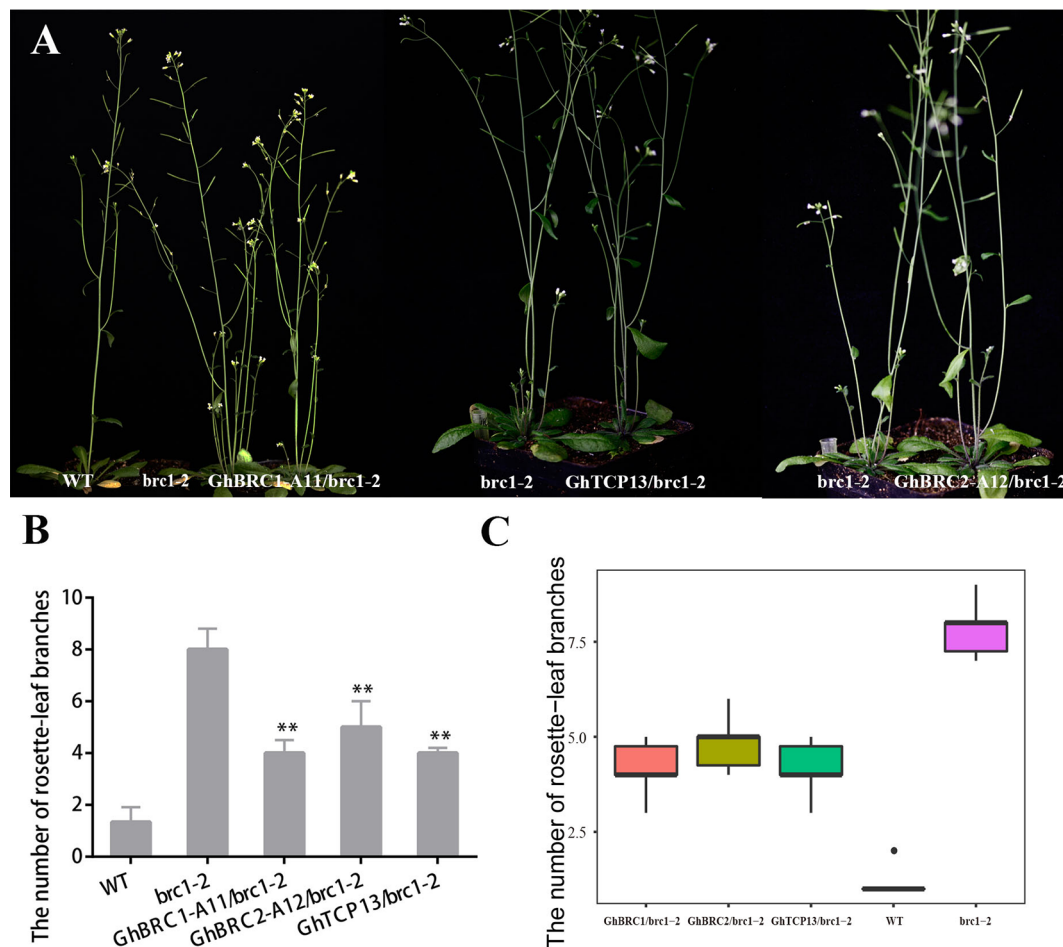 A
WT brc1-2 GhBRC1-A11/brc1-2 brc1-2 GhTCP13/brc1-2 brc1-2 GhBRC2-A12/brc1-2
B
The number of rosette-leaf branches
10
8
6
4
2
0
** ** **
WT brc1-2 GhBRC1-A11/brc1-2 GhBRC2-A12/brc1-2 GhTCP13/brc1-2
C
The number of rosette-leaf branches
7.5
5.0
2.5
GhBRC1/brc1-2 GhBRC2/brc1-2 GhTCP13/brc1-2 WT brc1-2